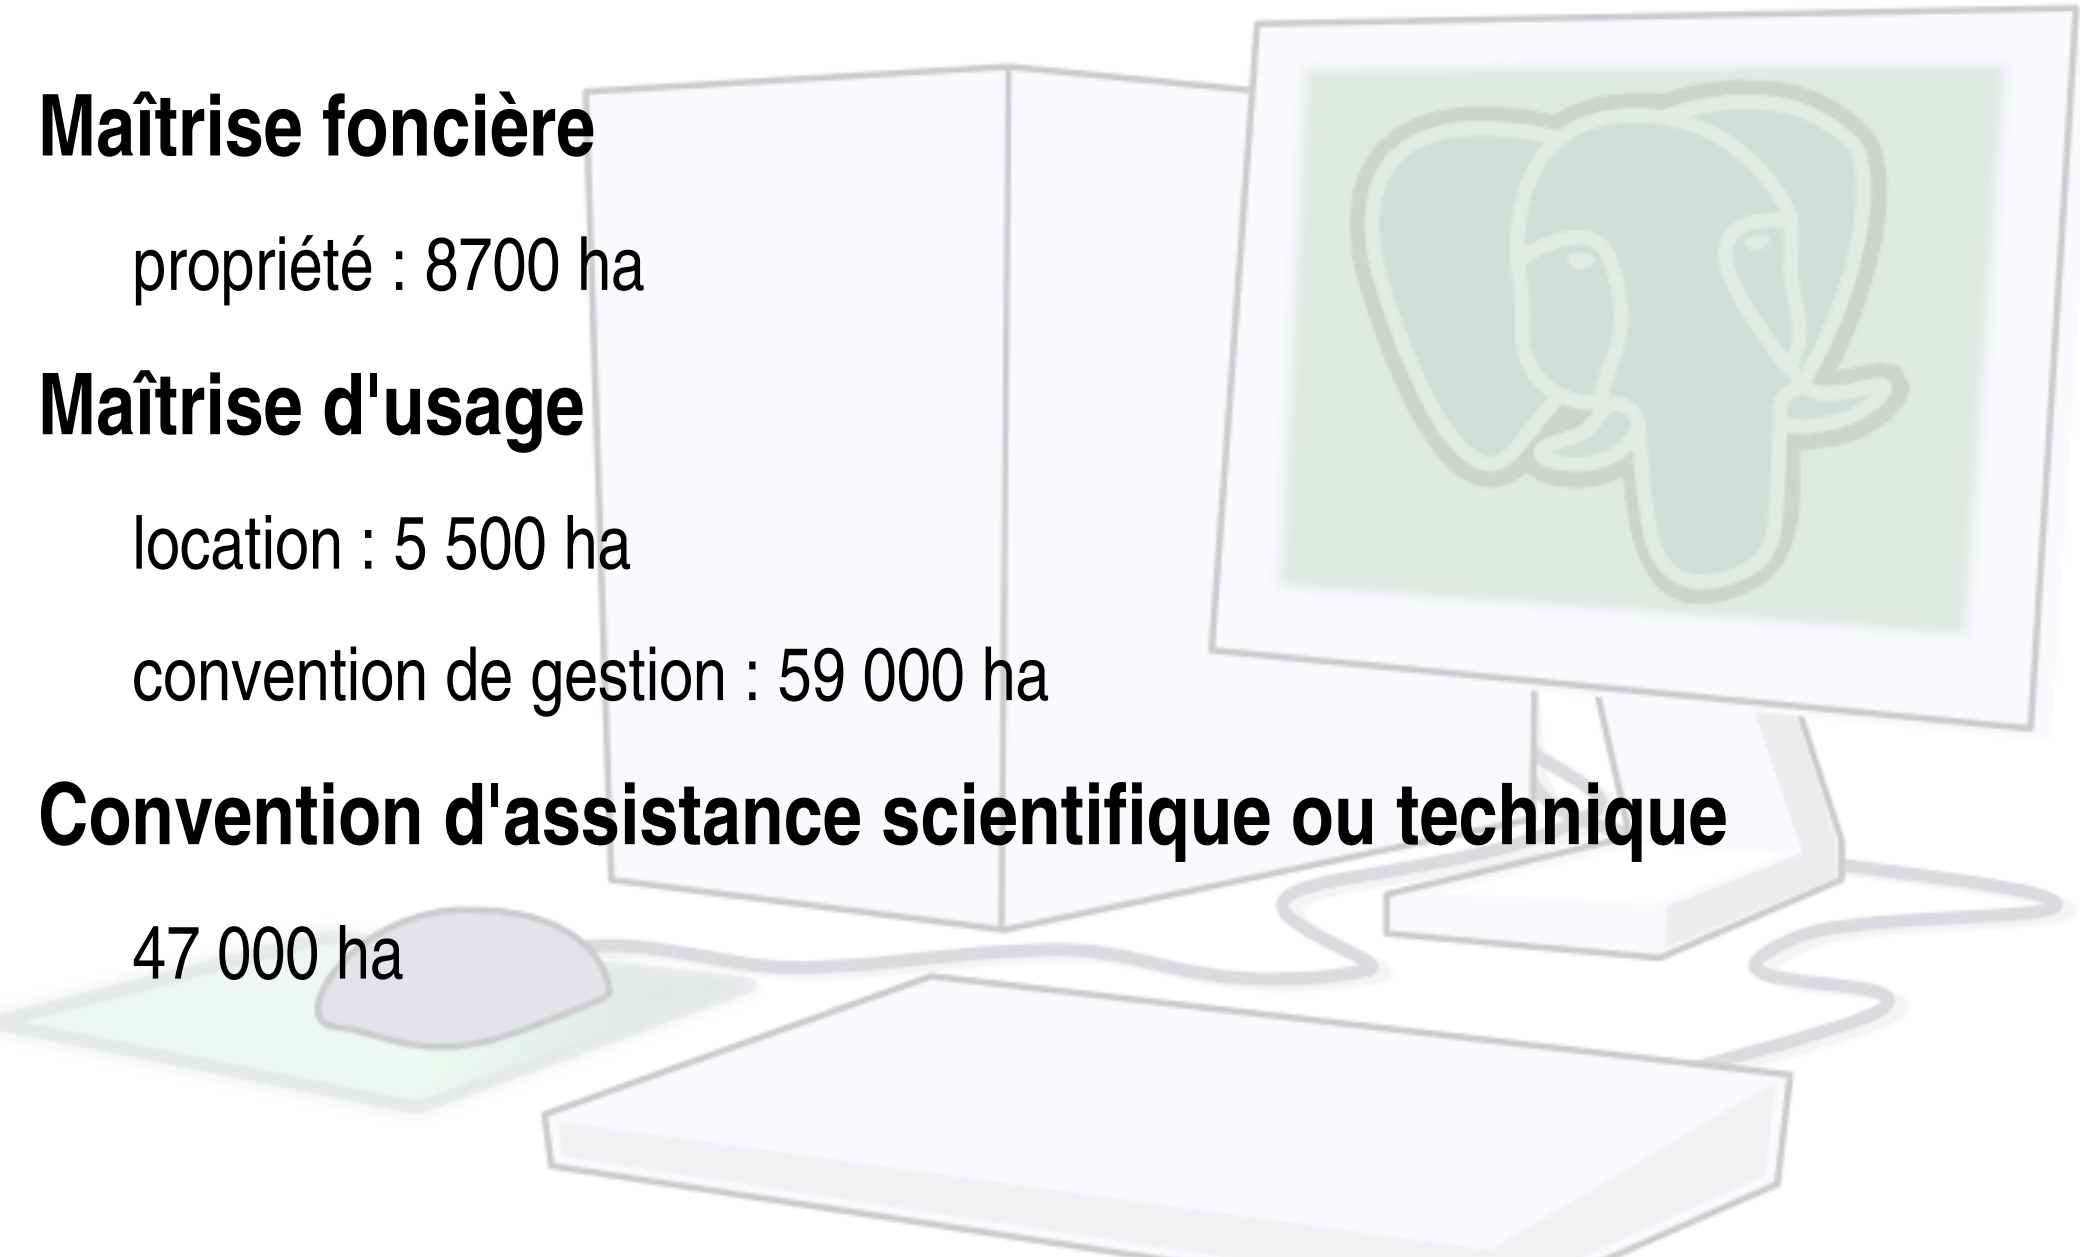 Maîtrise foncière
propriété : 8700 ha
Maîtrise d'usage
location : 5 500 ha
convention de gestion : 59 000 ha
Convention d'assistance scientifique ou technique
47 000 ha